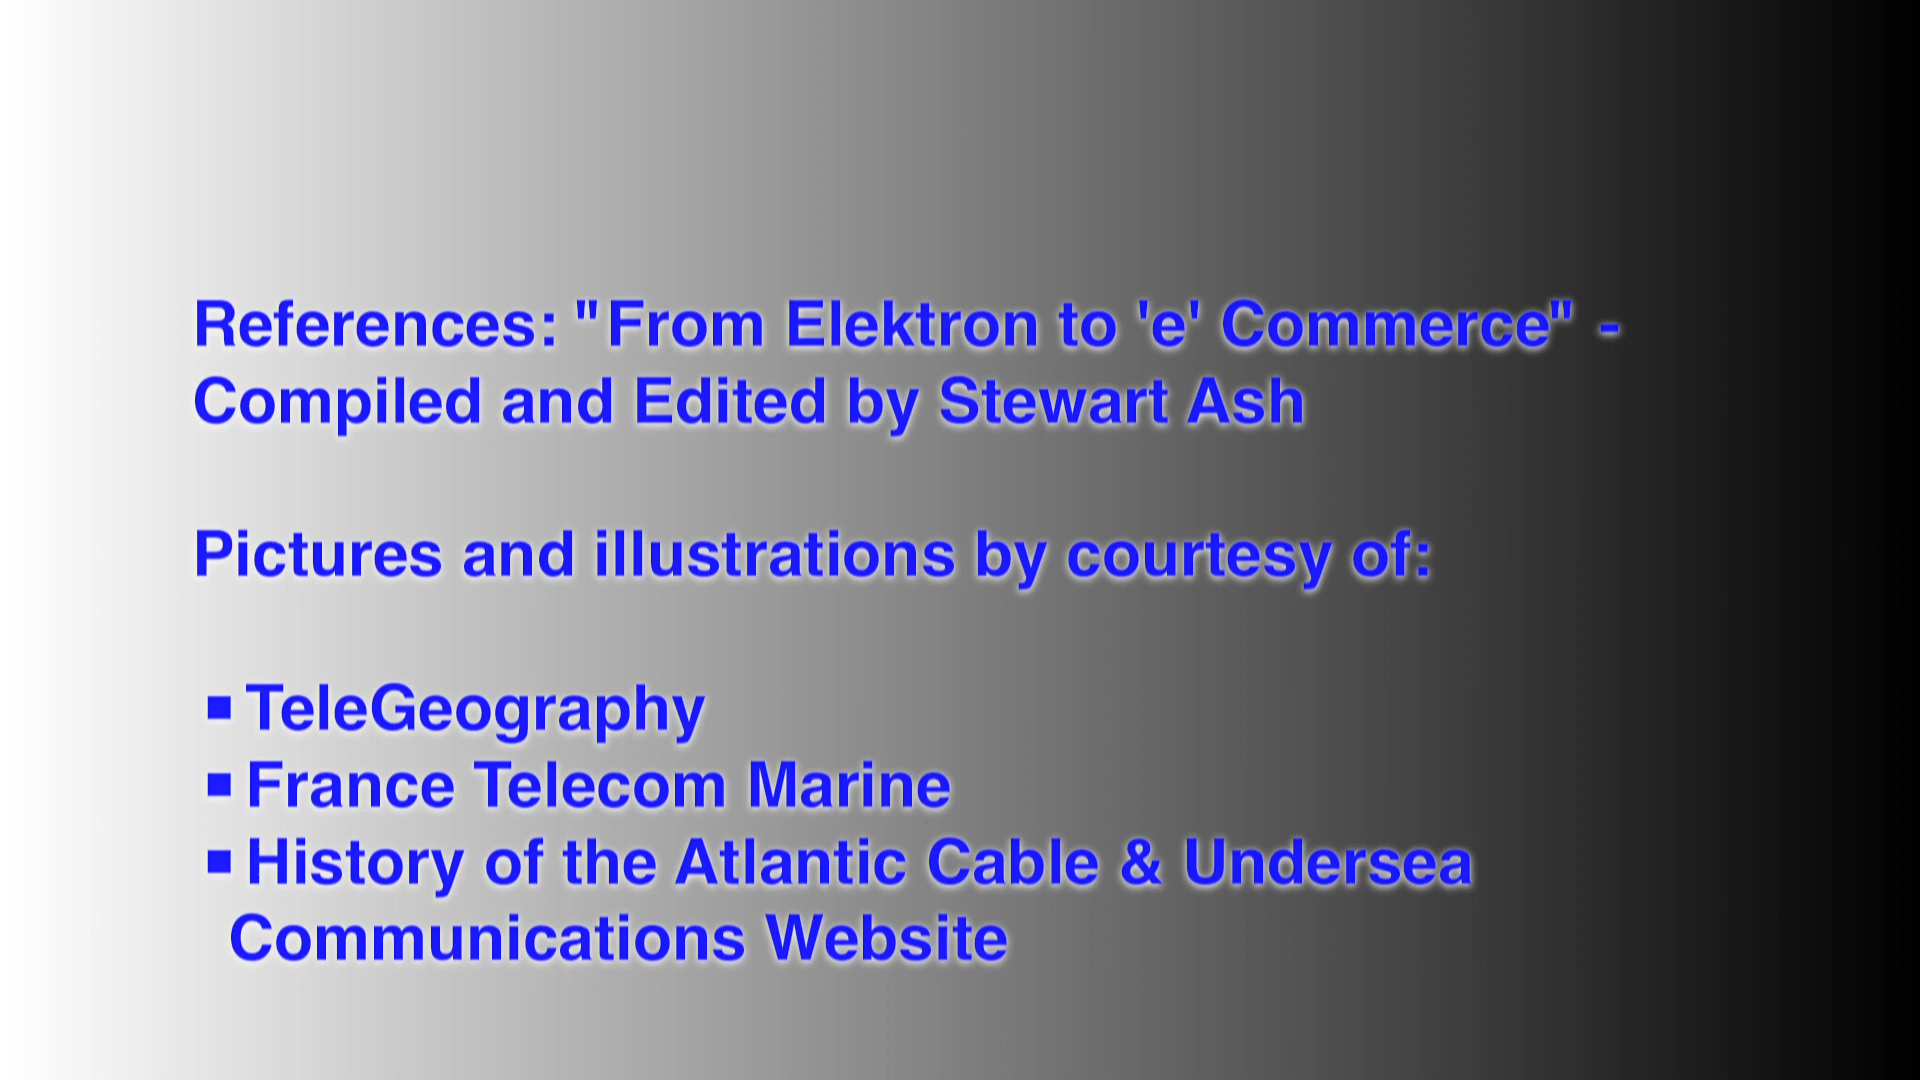 References: "From Elektron to 'e' Commerce" -
Compiled and Edited by Stewart Ash
Pictures and illustrations by courtesy of:
▪ TeleGeography
▪ France Telecom Marine
▪ History of the Atlantic Cable & Undersea
Communications Website